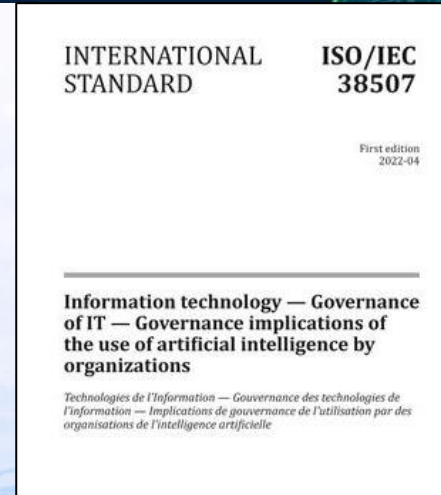 INTERNATIONAL STANDARD
ISO/IEC 38507
First edition
2022-04
Information technology — Governance
of IT — Governance implications of
the use of artificial intelligence by
organizations
Technologies de l'Information — Gouvernance des technologies de
l'information — Implications de gouvernance de l'utilisation par des
organisations de l'intelligence artificielle